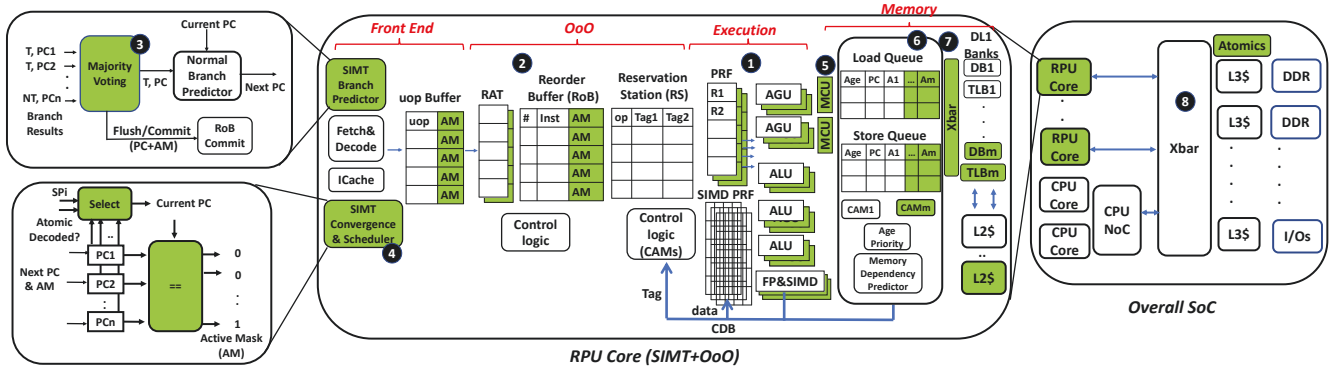 Current PC
3
T, PC1
T, PC2
:
NT, PCn
Branch
Results
Majority
Voting
T, PC
Normal
Branch
Predictor
Next PC
Flush/Commit
(PC+AM)
RoB
Commit
SPi
Select
Current PC
Atomic
Decoded?
..
PC1
Next PC
& AM
PC2
:
PCn
==
0
0
:
1
Active Mask
(AM)
Front End
OoO
Execution
Memory
SIMT
Branch
Predictor
Fetch&
Decode
ICache
SIMT
Convergence
& Scheduler
4
uop Buffer
uop AM
AM
AM
AM
AM
2
RAT
Reorder
Buffer (RoB)
# Inst AM
AM
AM
AM
AM
Reservation
Station (RS)
op Tag1 Tag2
Control
logic
Control
logic
(CAMs)
Tag
1
PRF
R1
R2
SIMD PRF
AGU
AGU
ALU
ALU
ALU
FP&SIMD
data
CDB
5
MCU
MCU
6
Load Queue
Age PC A1 ... Am
Store Queue
Age PC A1 ... Am
CAM1
CAMm
Age
Priority
Memory
Dependency
Predictor
7
Xbar
DL1
Banks
DB1
TLB1
:
DBm
TLBm
L2$
..
L2$
RPU Core (SIMT+OoO)
RPU
Core
:
RPU
Core
CPU
Core
CPU
Core
CPU
NoC
8
Xbar
Atomics
L3$
DDR
L3$
DDR
:
:
L3$
I/Os
Overall SoC